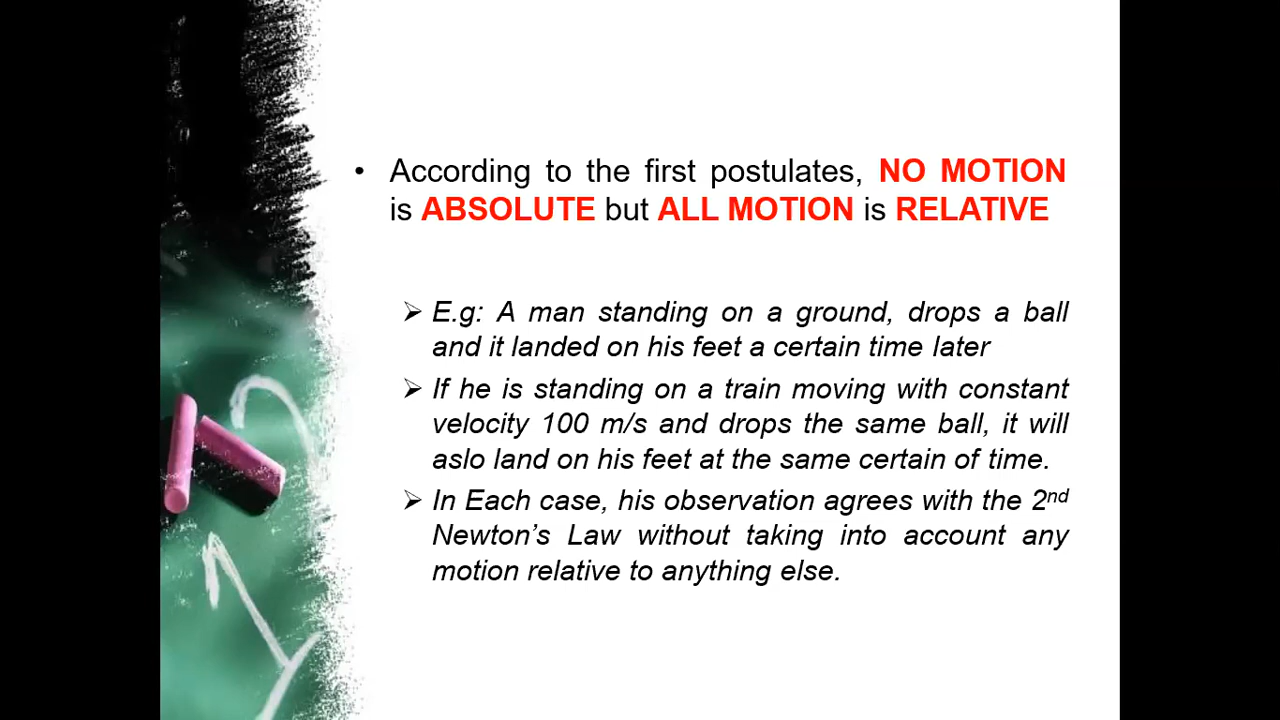 • According to the first postulates, NO MOTION
is ABSOLUTE but ALL MOTION is RELATIVE
➢ E.g: A man standing on a ground, drops a ball
and it landed on his feet a certain time later
➢ If he is standing on a train moving with constant
velocity 100 m/s and drops the same ball, it will
aslo land on his feet at the same certain of time.
➢ In Each case, his observation agrees with the 2nd
Newton’s Law without taking into account any
motion relative to anything else.